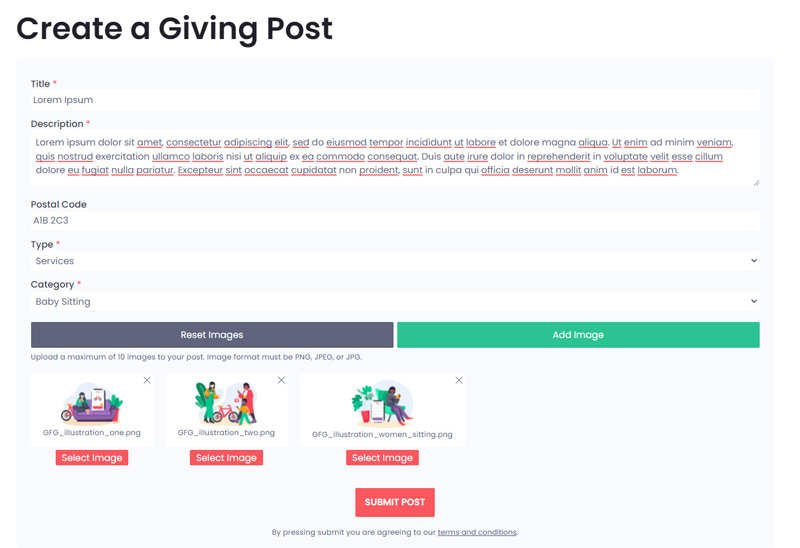 Create a Giving Post
Title *
Lorem Ipsum
Description *
Lorem ipsum dolor sit amet, consectetur adipiscing elit, sed do eiusmod tempor incididunt ut labore et dolore magna aliqua. Ut enim ad minim veniam,
quis nostrud exercitation ullamco laboris nisi ut aliquip ex ea commodo consequat. Duis aute irure dolor in reprehenderit in voluptate velit esse cillum
dolore eu fugiat nulla pariatur. Excepteur sint occaecat cupidatat non proident, sunt in culpa qui officia deserunt mollit anim id est laborum.
Postal Code
A1B 2C3
Type *
Services
Category *
Baby Sitting
Reset Images Add Image
Upload a maximum of 10 images to your post. Image format must be PNG, JPEG, or JPG.
GFG_illustration_one.png GFG_illustration_two.png GFG_illustration_women_sitting.png
Select Image Select Image Select Image
SUBMIT POST
By pressing submit you are agreeing to our terms and conditions.